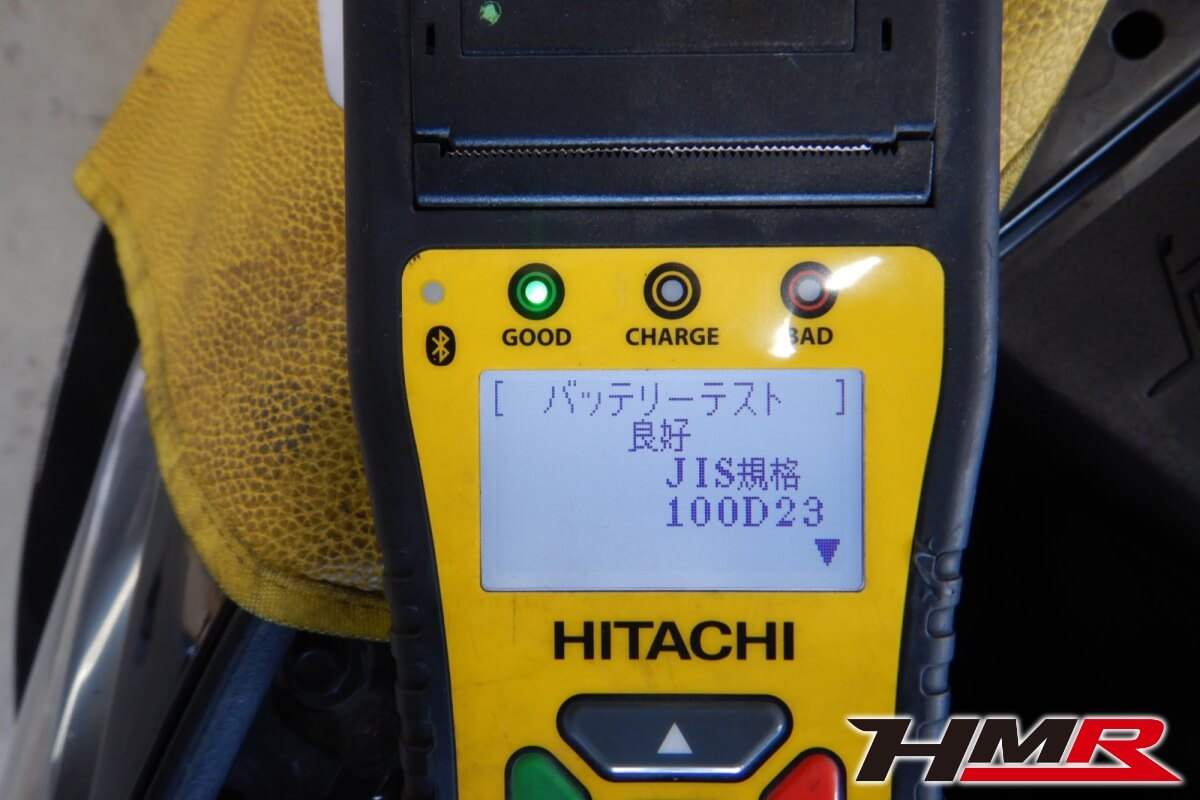 GOOD CHARGE BAD
[ バッテリーテスト ]
良好
JIS規格
100D23
HITACHI
HMR